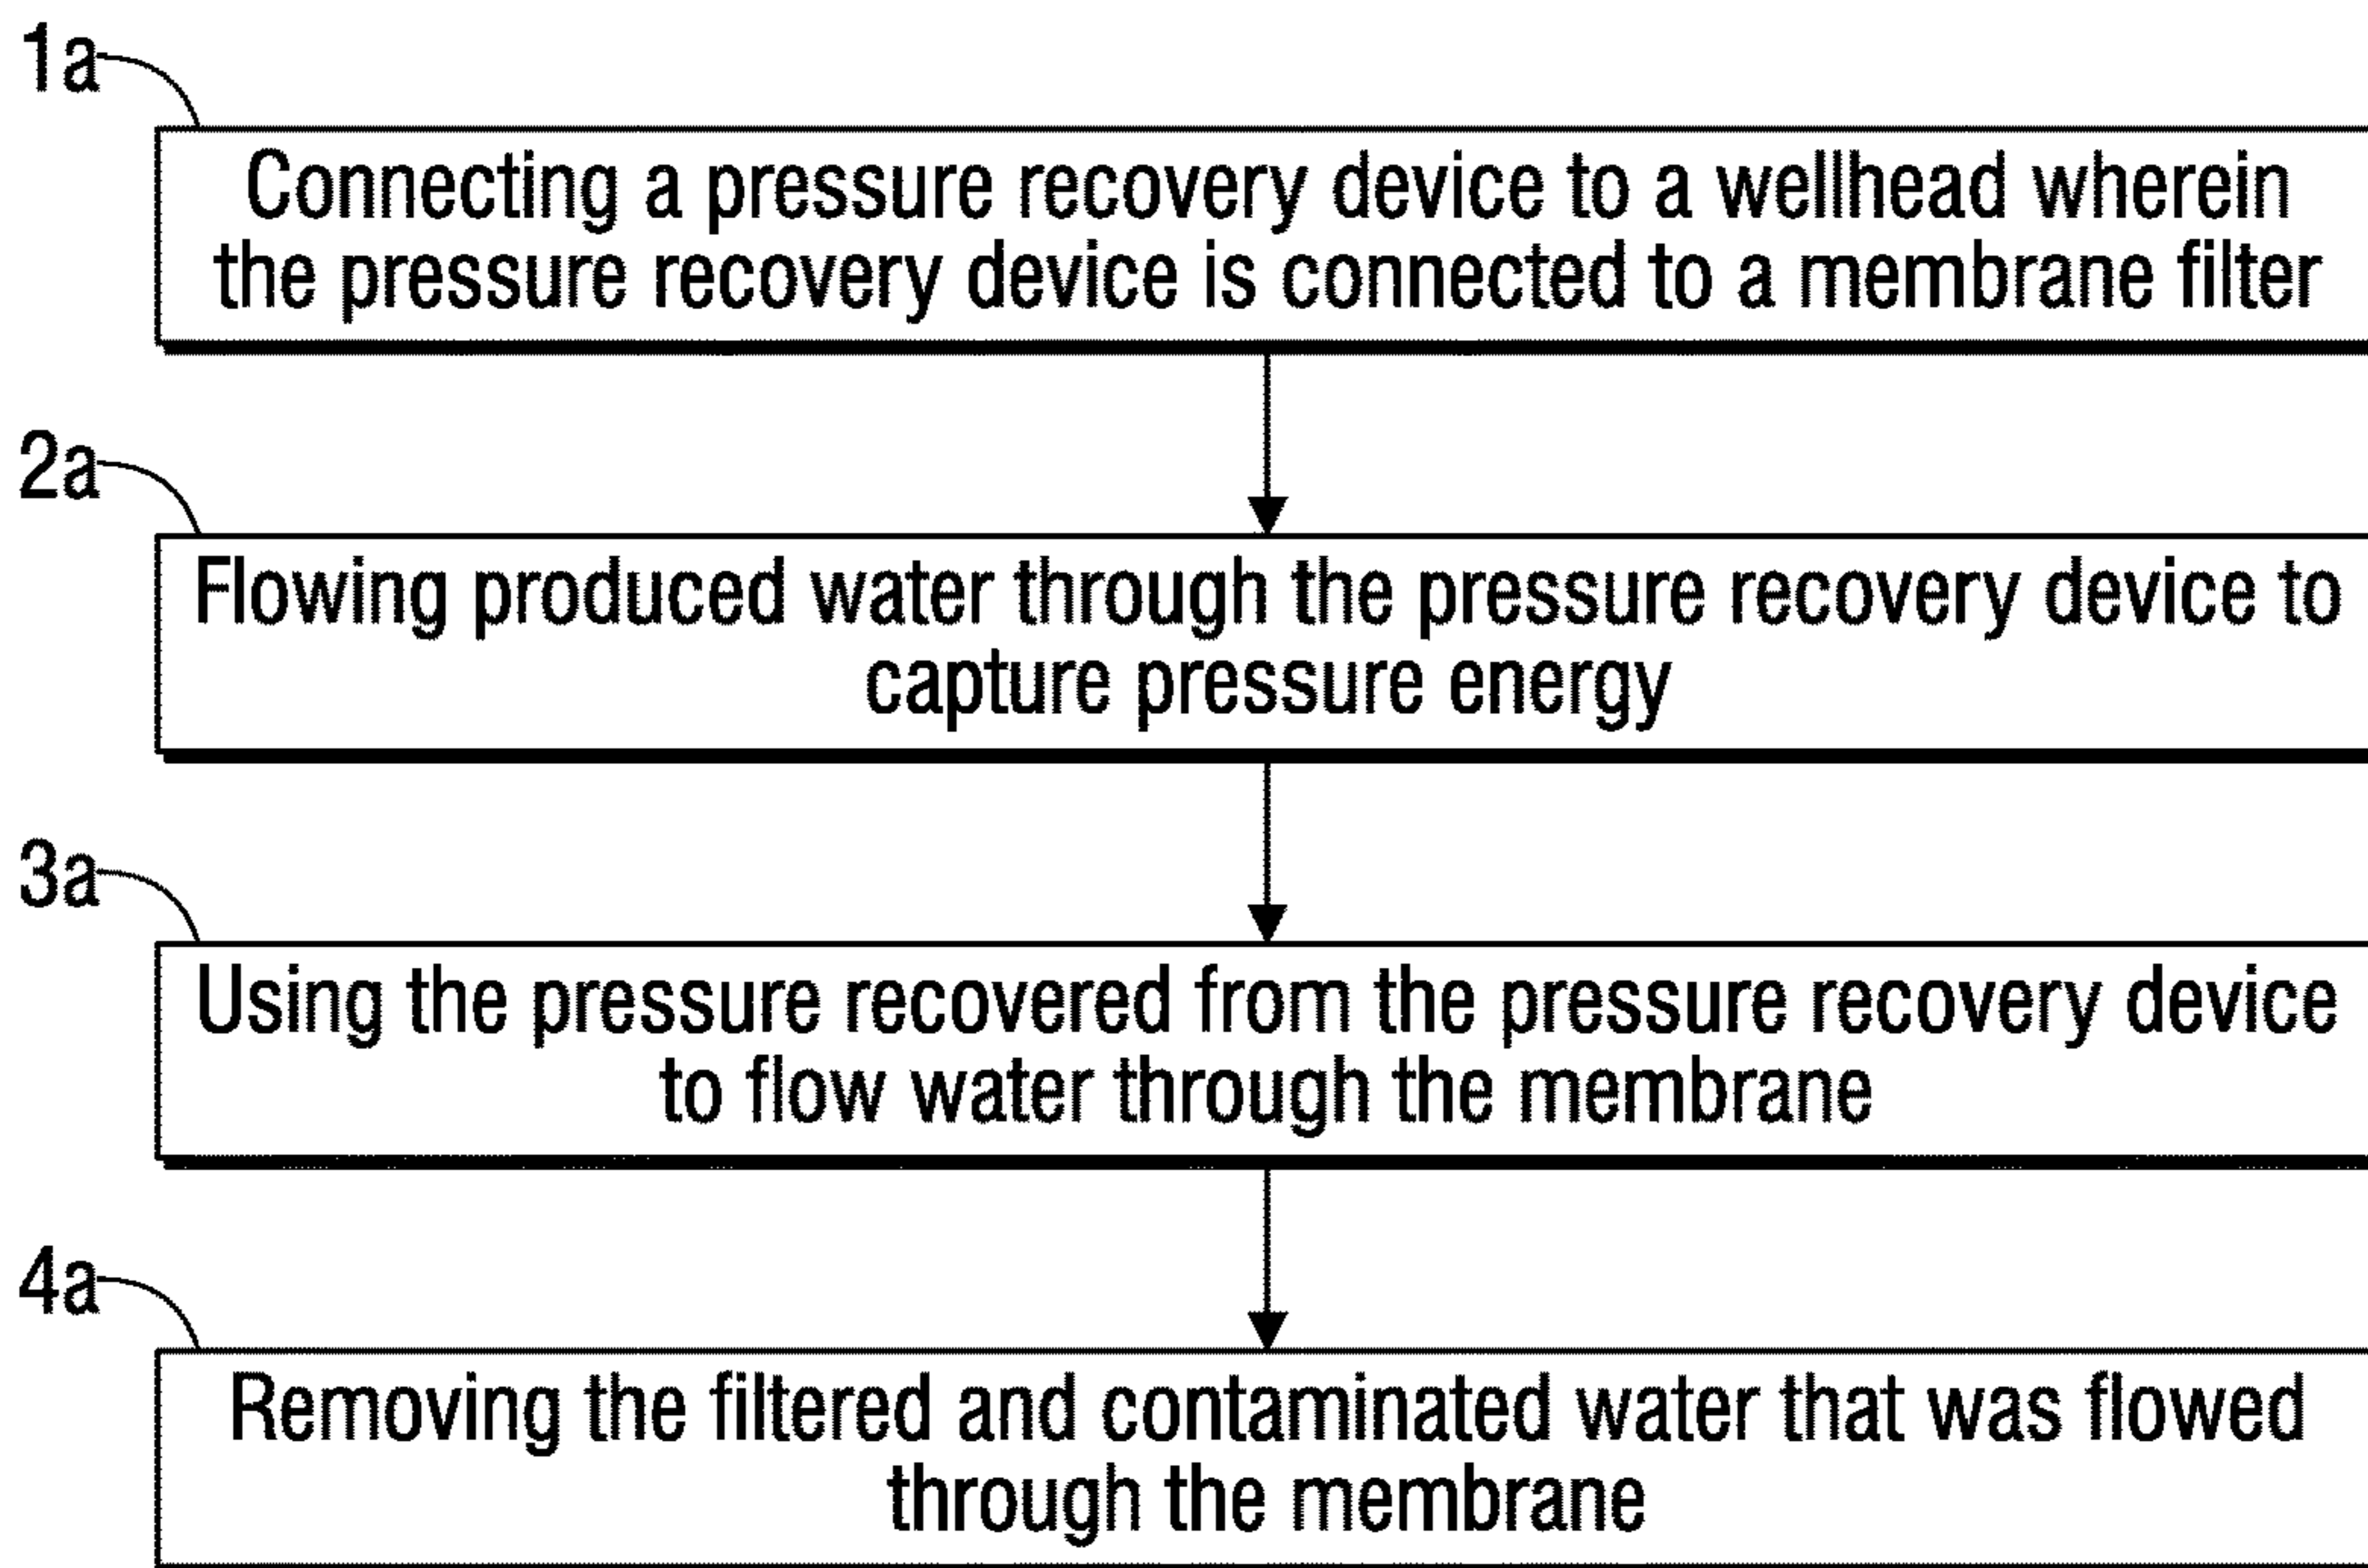 1a
Connecting a pressure recovery device to a wellhead wherein
the pressure recovery device is connected to a membrane filter
2a
Flowing produced water through the pressure recovery device to
capture pressure energy
3a
Using the pressure recovered from the pressure recovery device
to flow water through the membrane
4a
Removing the filtered and contaminated water that was flowed
through the membrane